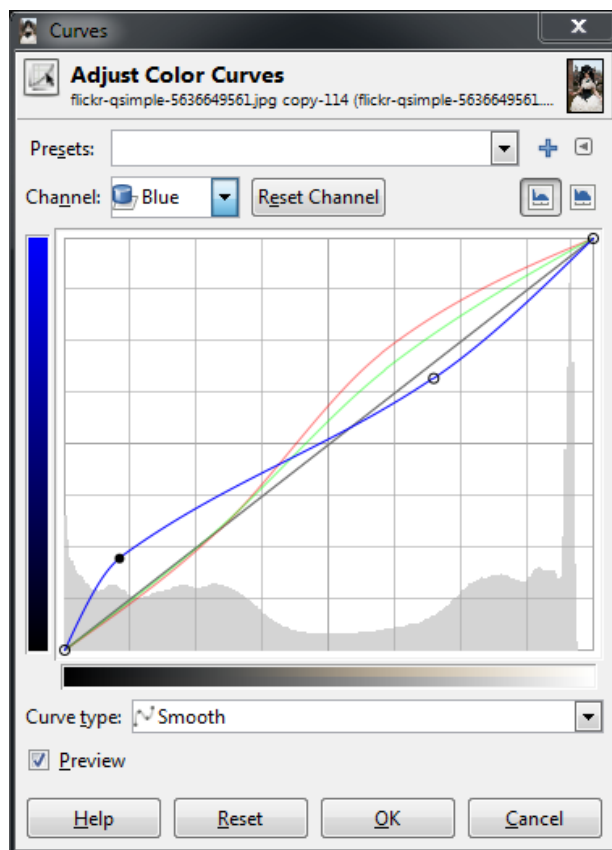 Curves
x
Adjust Color Curves
flickr-qsimple-5636649561.jpg copy-114 (flickr-qsimple-5636649561....
Presets:
Channel: Blue Reset Channel
Curve type: Smooth
Preview
Help Reset OK Cancel